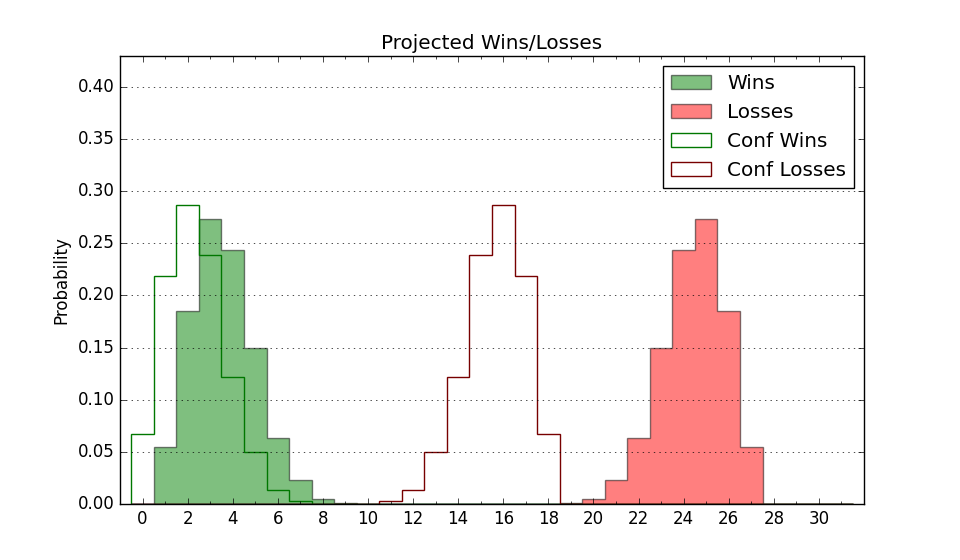 Projected Wins/Losses
0.40
0.35
0.30
0.25
0.20
0.15
0.10
0.05
0.00
Probability
Wins
Losses
Conf Wins
Conf Losses
0 2 4 6 8 10 12 14 16 18 20 22 24 26 28 30